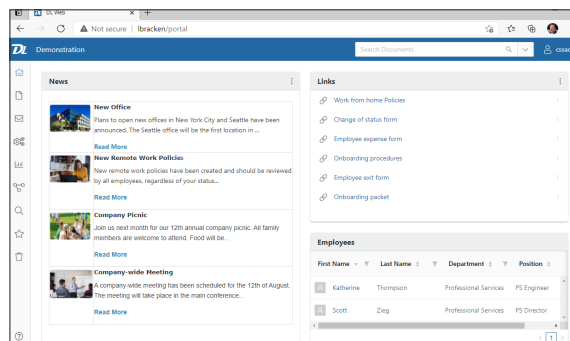 DL Web
Not secure | lbracken/portal
DL Demonstration
Search Documents
cssad
News
New Office
Plans to open new offices in New York City and Seattle have been
announced. The Seattle office will be the first location in ...
Read More
New Remote Work Policies
New remote work policies have been created and should be reviewed
by all employees, regardless of your status...
Read More
Company Picnic
Join us next month for our 12th annual company picnic. All family
members are welcome to attend. Food will be...
Read More
Company-wide Meeting
A company-wide meeting has been scheduled for the 12th of August.
The meeting will take place in the main conference...
Read More
Links
Work from home Policies
Change of status form
Employee expense form
Onboarding procedures
Employee exit form
Onboarding packet
Employees
First Name Last Name Department Position
Katherine Thompson Professional Services PS Engineer
Scott Zieg Professional Services PS Director
1